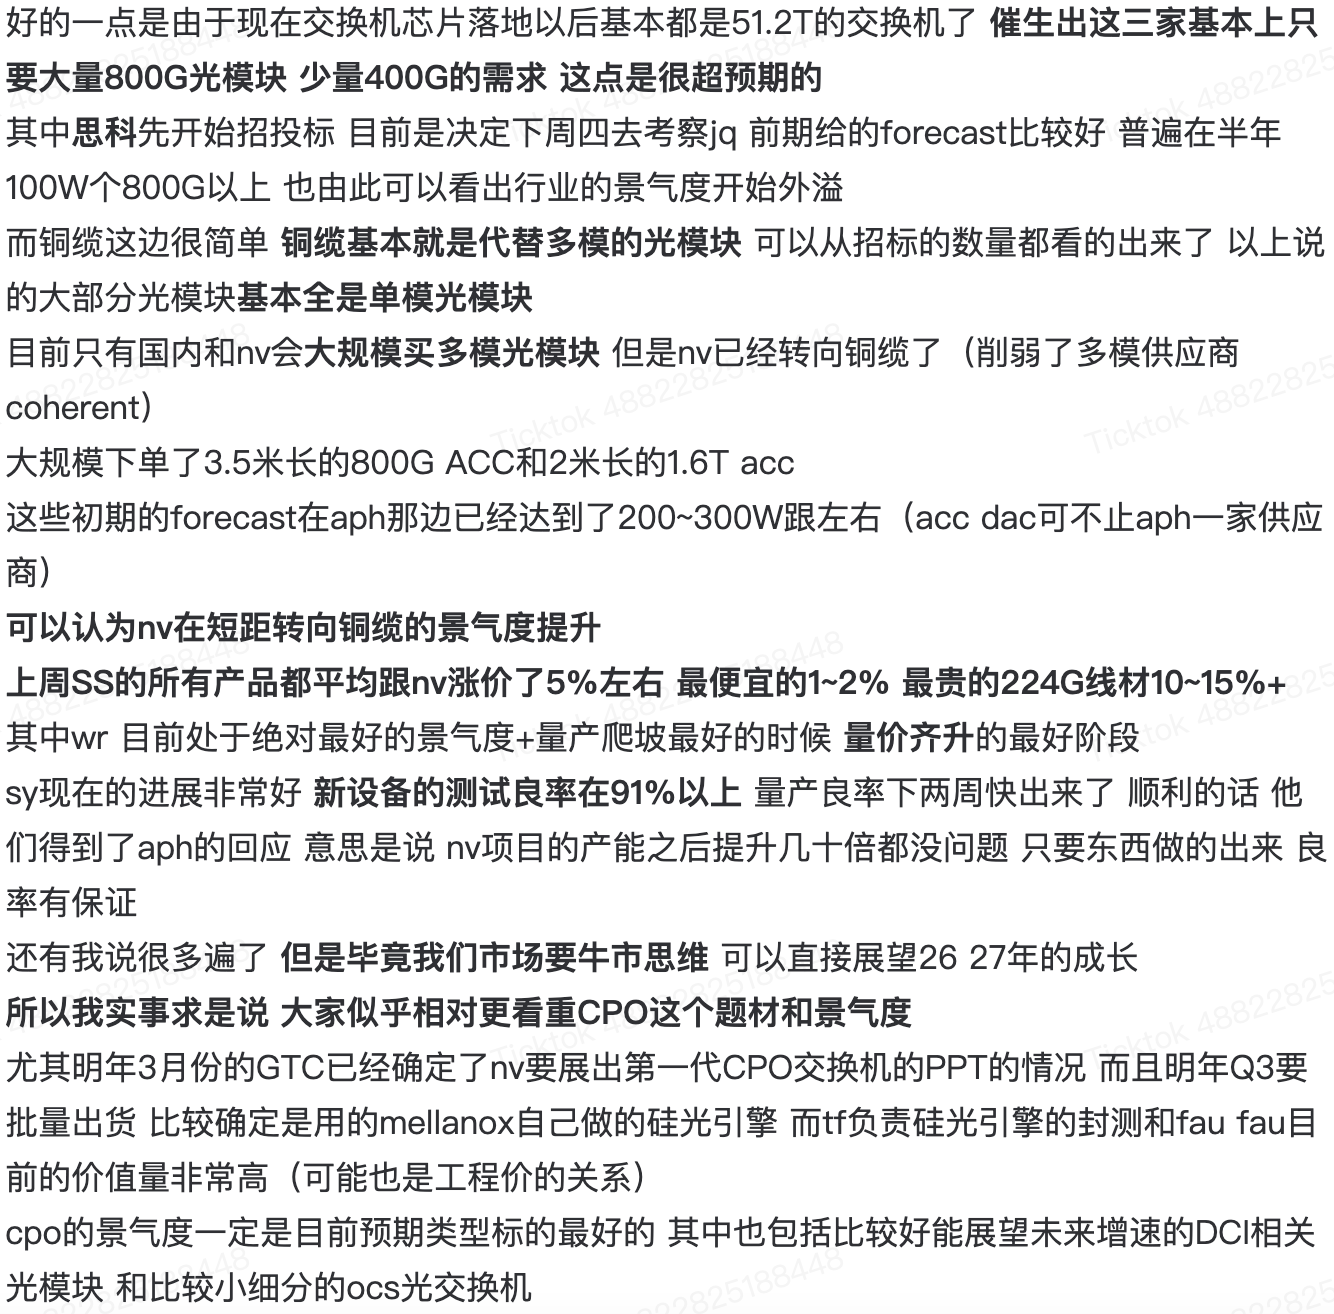 好的一点是由于现在交换机芯片落地以后基本都是51.2T的交换机了 催生出这三家基本上只
要大量800G光模块 少量400G的需求 这点是很超预期的
其中思科先开始招投标 目前是决定下周四去考察jq 前期给的forecast比较好 普遍在半年
100W个800G以上 也由此可以看出行业的景气度开始外溢
而铜缆这边很简单 铜缆基本就是代替多模的光模块 可以从招标的数量都看的出来了 以上说
的大部分光模块基本全是单模光模块
目前只有国内和nv会大规模买多模光模块 但是nv已经转向铜缆了（削弱了多模供应商
coherent）
大规模下单了3.5米长的800G ACC和2米长的1.6T acc
这些初期的forecast在aph那边已经达到了200~300W跟左右（acc dac可不止aph一家供应
商）
可以认为nv在短距转向铜缆的景气度提升
上周SS的所有产品都平均跟nv涨价了5%左右 最便宜的1~2% 最贵的224G线材10~15%+
其中wr 目前处于绝对最好的景气度+量产爬坡最好的时候 量价齐升的最好阶段
sy现在的进展非常好 新设备的测试良率在91%以上 量产良率下两周快出来了 顺利的话 他
们得到了aph的回应 意思是说 nv项目的产能之后提升几十倍都没问题 只要东西做的出来 良
率有保证
还有我说很多遍了 但是毕竟我们市场要牛市思维 可以直接展望26 27年的成长
所以我实事求是说 大家似乎相对更看重CPO这个题材和景气度
尤其明年3月份的GTC已经确定了nv要展出第一代CPO交换机的PPT的情况 而且明年Q3要
批量出货 比较确定是用的mellanox自己做的硅光引擎 而tf负责硅光引擎的封测和fau fau目
前的价值量非常高（可能也是工程价的关系）
cpo的景气度一定是目前预期类型标的最好的 其中也包括比较好能展望未来增速的DCI相关
光模块 和比较小细分的ocs光交换机
Ticktok 48822825188448